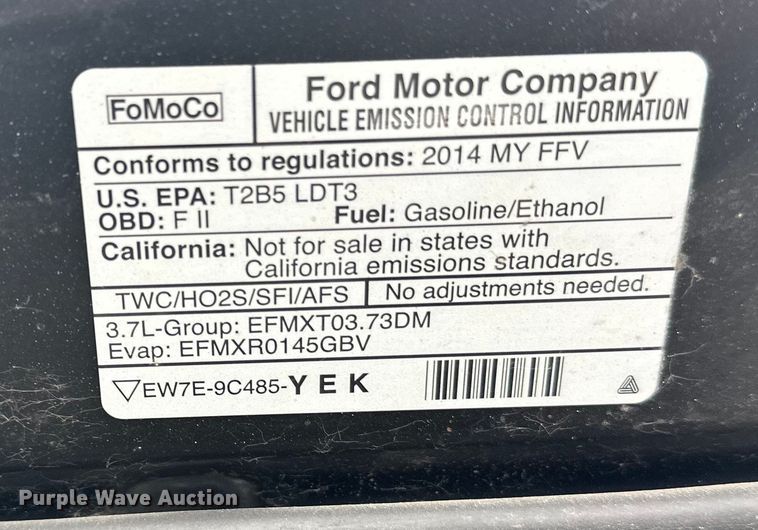 FoMoCo
Ford Motor Company
VEHICLE EMISSION CONTROL INFORMATION
Conforms to regulations: 2014 MY FFV
U.S. EPA: T2B5 LDT3
OBD: F II Fuel: Gasoline/Ethanol
California: Not for sale in states with
California emissions standards.
TWC/HO2S/SFI/AFS No adjustments needed.
3.7L-Group: EFMXT03.73DM
Evap: EFMXR0145GBV
EW7E-9C485-YEK
Purple Wave Auction